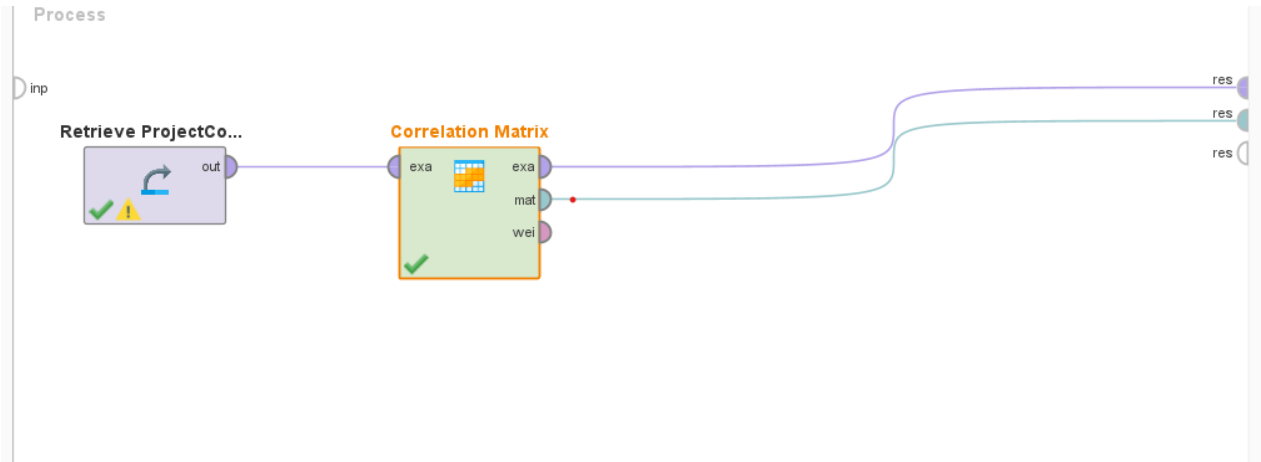 Process
inp
res
res
res
Retrieve ProjectCo...
out
Correlation Matrix
exa
exa
mat
wei